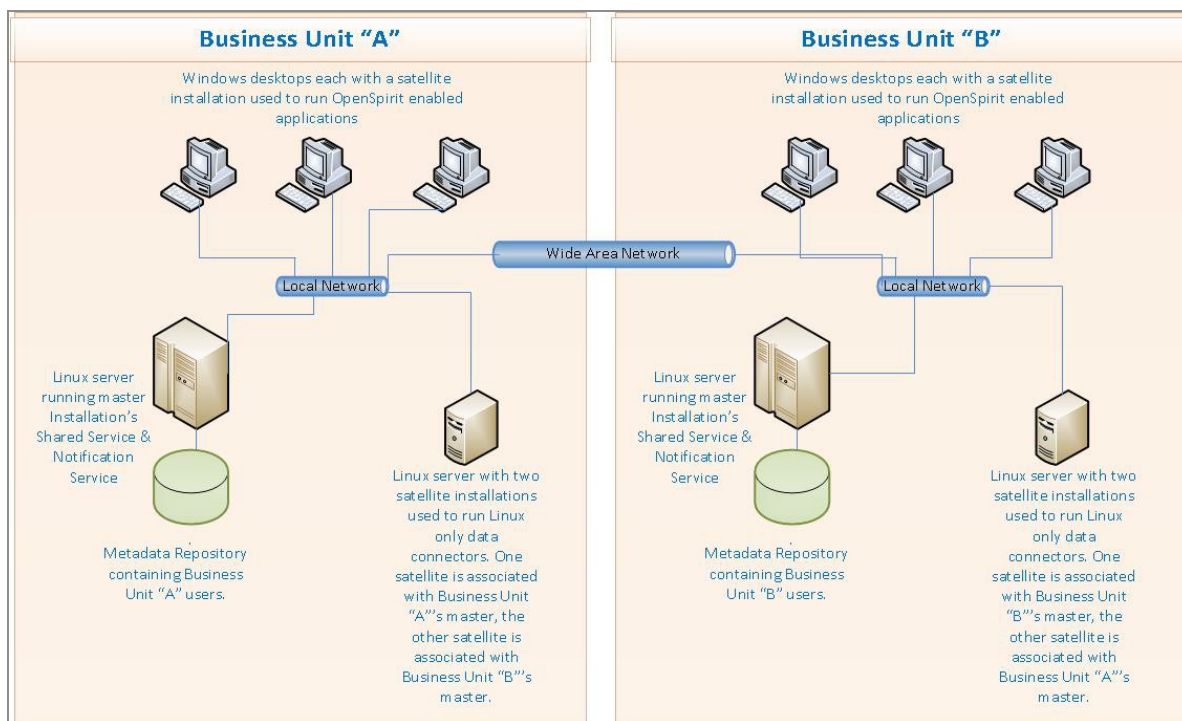 Business Unit “A”
Windows desktops each with a satellite
installation used to run OpenSpirit enabled
applications
Local Network
Linux server
running master
Installation’s
Shared Service &
Notification
Service
Metadata Repository
containing Business
Unit “A” users.
Linux server with two
satellite installations
used to run Linux
only data
connectors. One
satellite is associated
with Business Unit
“A”’s master, the
other satellite is
associated with
Business Unit “B”’s
master.
Wide Area Network
Business Unit “B”
Windows desktops each with a satellite
installation used to run OpenSpirit enabled
applications
Local Network
Linux server
running master
Installation’s
Shared Service &
Notification
Service
Metadata Repository
containing Business
Unit “B” users.
Linux server with two
satellite installations
used to run Linux
only data
connectors. One
satellite is associated
with Business Unit
“B”’s master, the
other satellite is
associated with
Business Unit “A”’s
master.